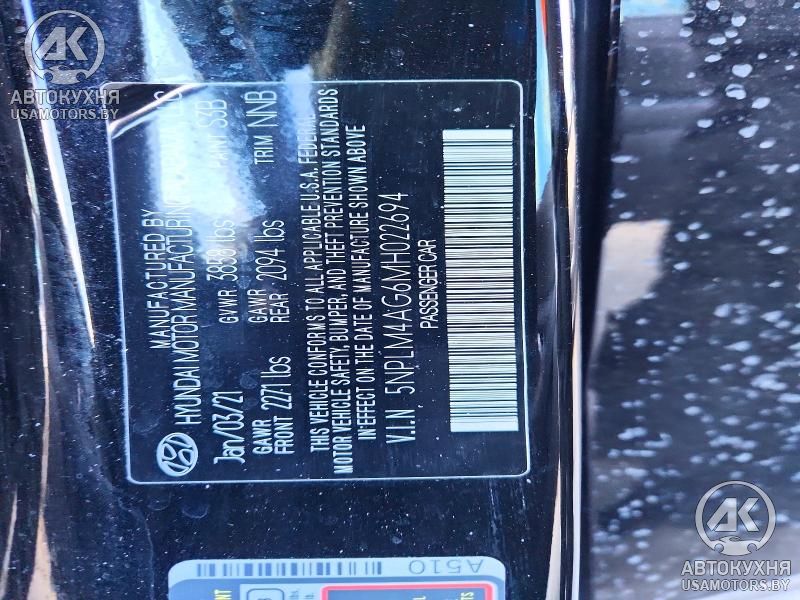 MANUFACTURED BY
HYUNDAI MOTOR MANUFACTURING
Jan/03/21 GVWR 3858 lbs PAINT S3B
GAWR FRONT 2271 lbs GAWR REAR 2094 lbs TRIM NNB
THIS VEHICLE CONFORMS TO ALL APPLICABLE U.S.A. FEDERAL
MOTOR VEHICLE SAFETY, BUMPER, AND THEFT PREVENTION STANDARDS
IN EFFECT ON THE DATE OF MANUFACTURE SHOWN ABOVE
V.I.N 5NPLM4AG6MH022694
PASSENGER CAR
A510
АК
АВТОКУХНЯ
USAMOTORS.BY
АК
АВТОКУХНЯ
USAMOTORS.BY